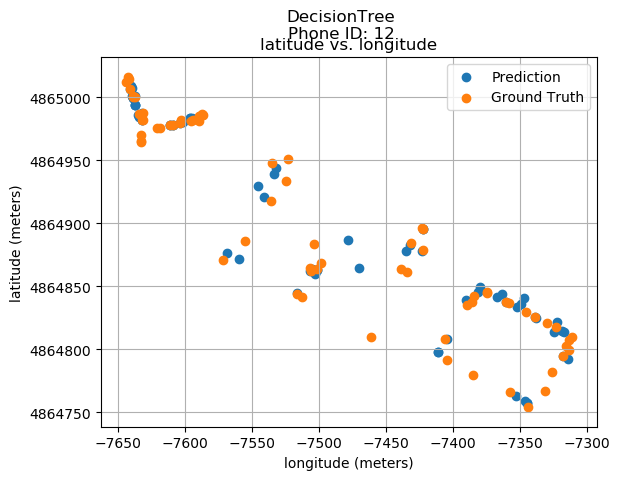 DecisionTree
Phone ID: 12
latitude vs. longitude
Prediction
Ground Truth
4865000
4864950
4864900
4864850
4864800
4864750
latitude (meters)
−7650 −7600 −7550 −7500 −7450 −7400 −7350 −7300
longitude (meters)